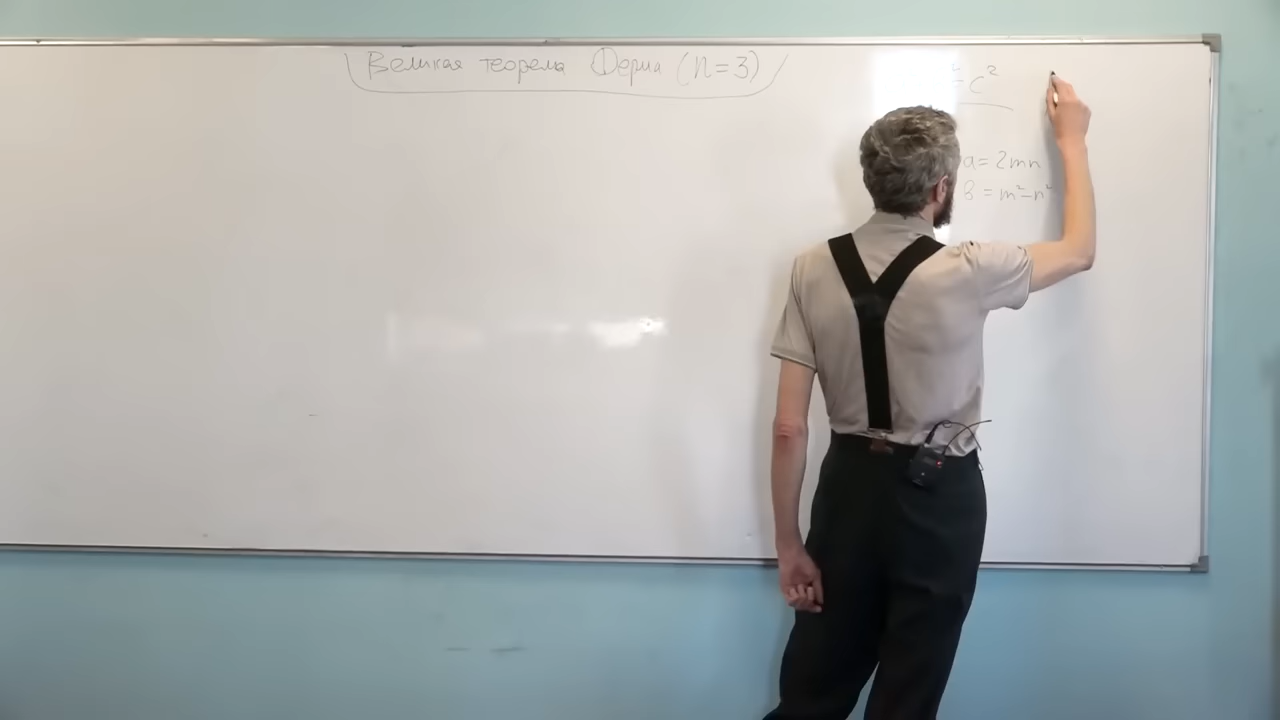 Великая теорема Ферма (n=3)
c²
a = 2mn
b = m²-n²